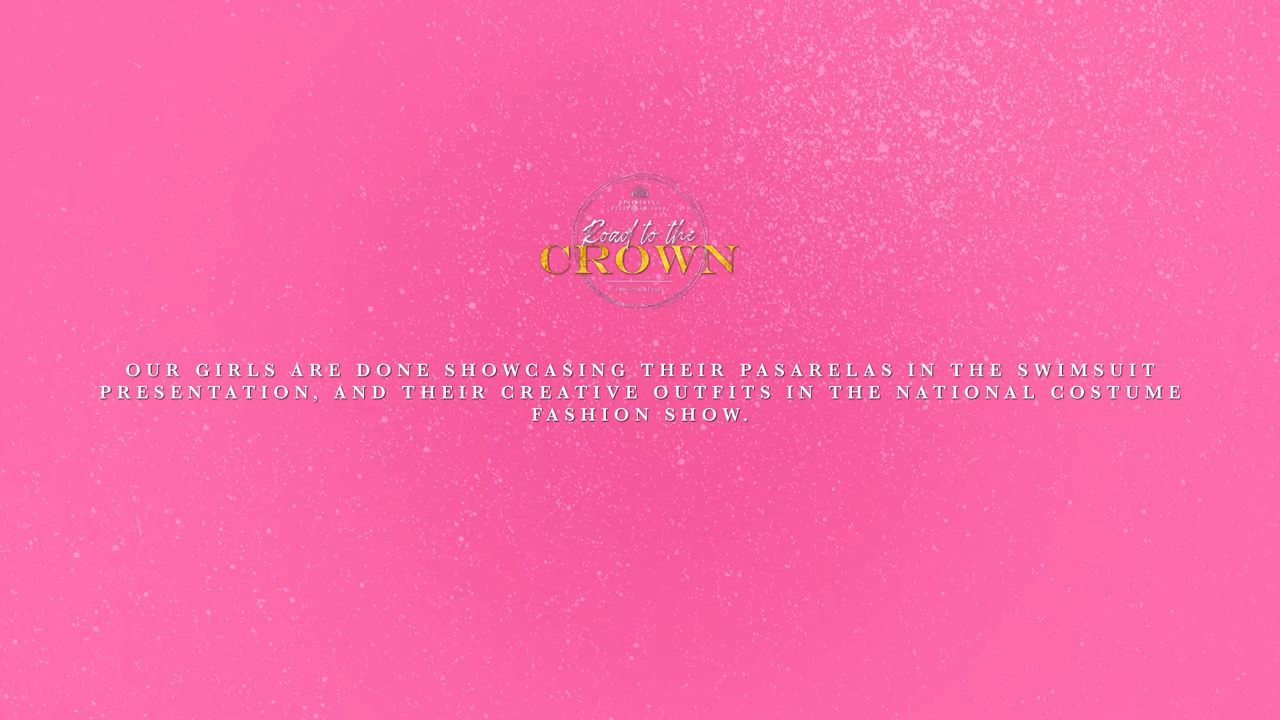 BINIBINING
Road to the
CROWN
OUR GIRLS ARE DONE SHOWCASING THEIR PASARELAS IN THE SWIMSUIT
PRESENTATION, AND THEIR CREATIVE OUTFITS IN THE NATIONAL COSTUME
FASHION SHOW.